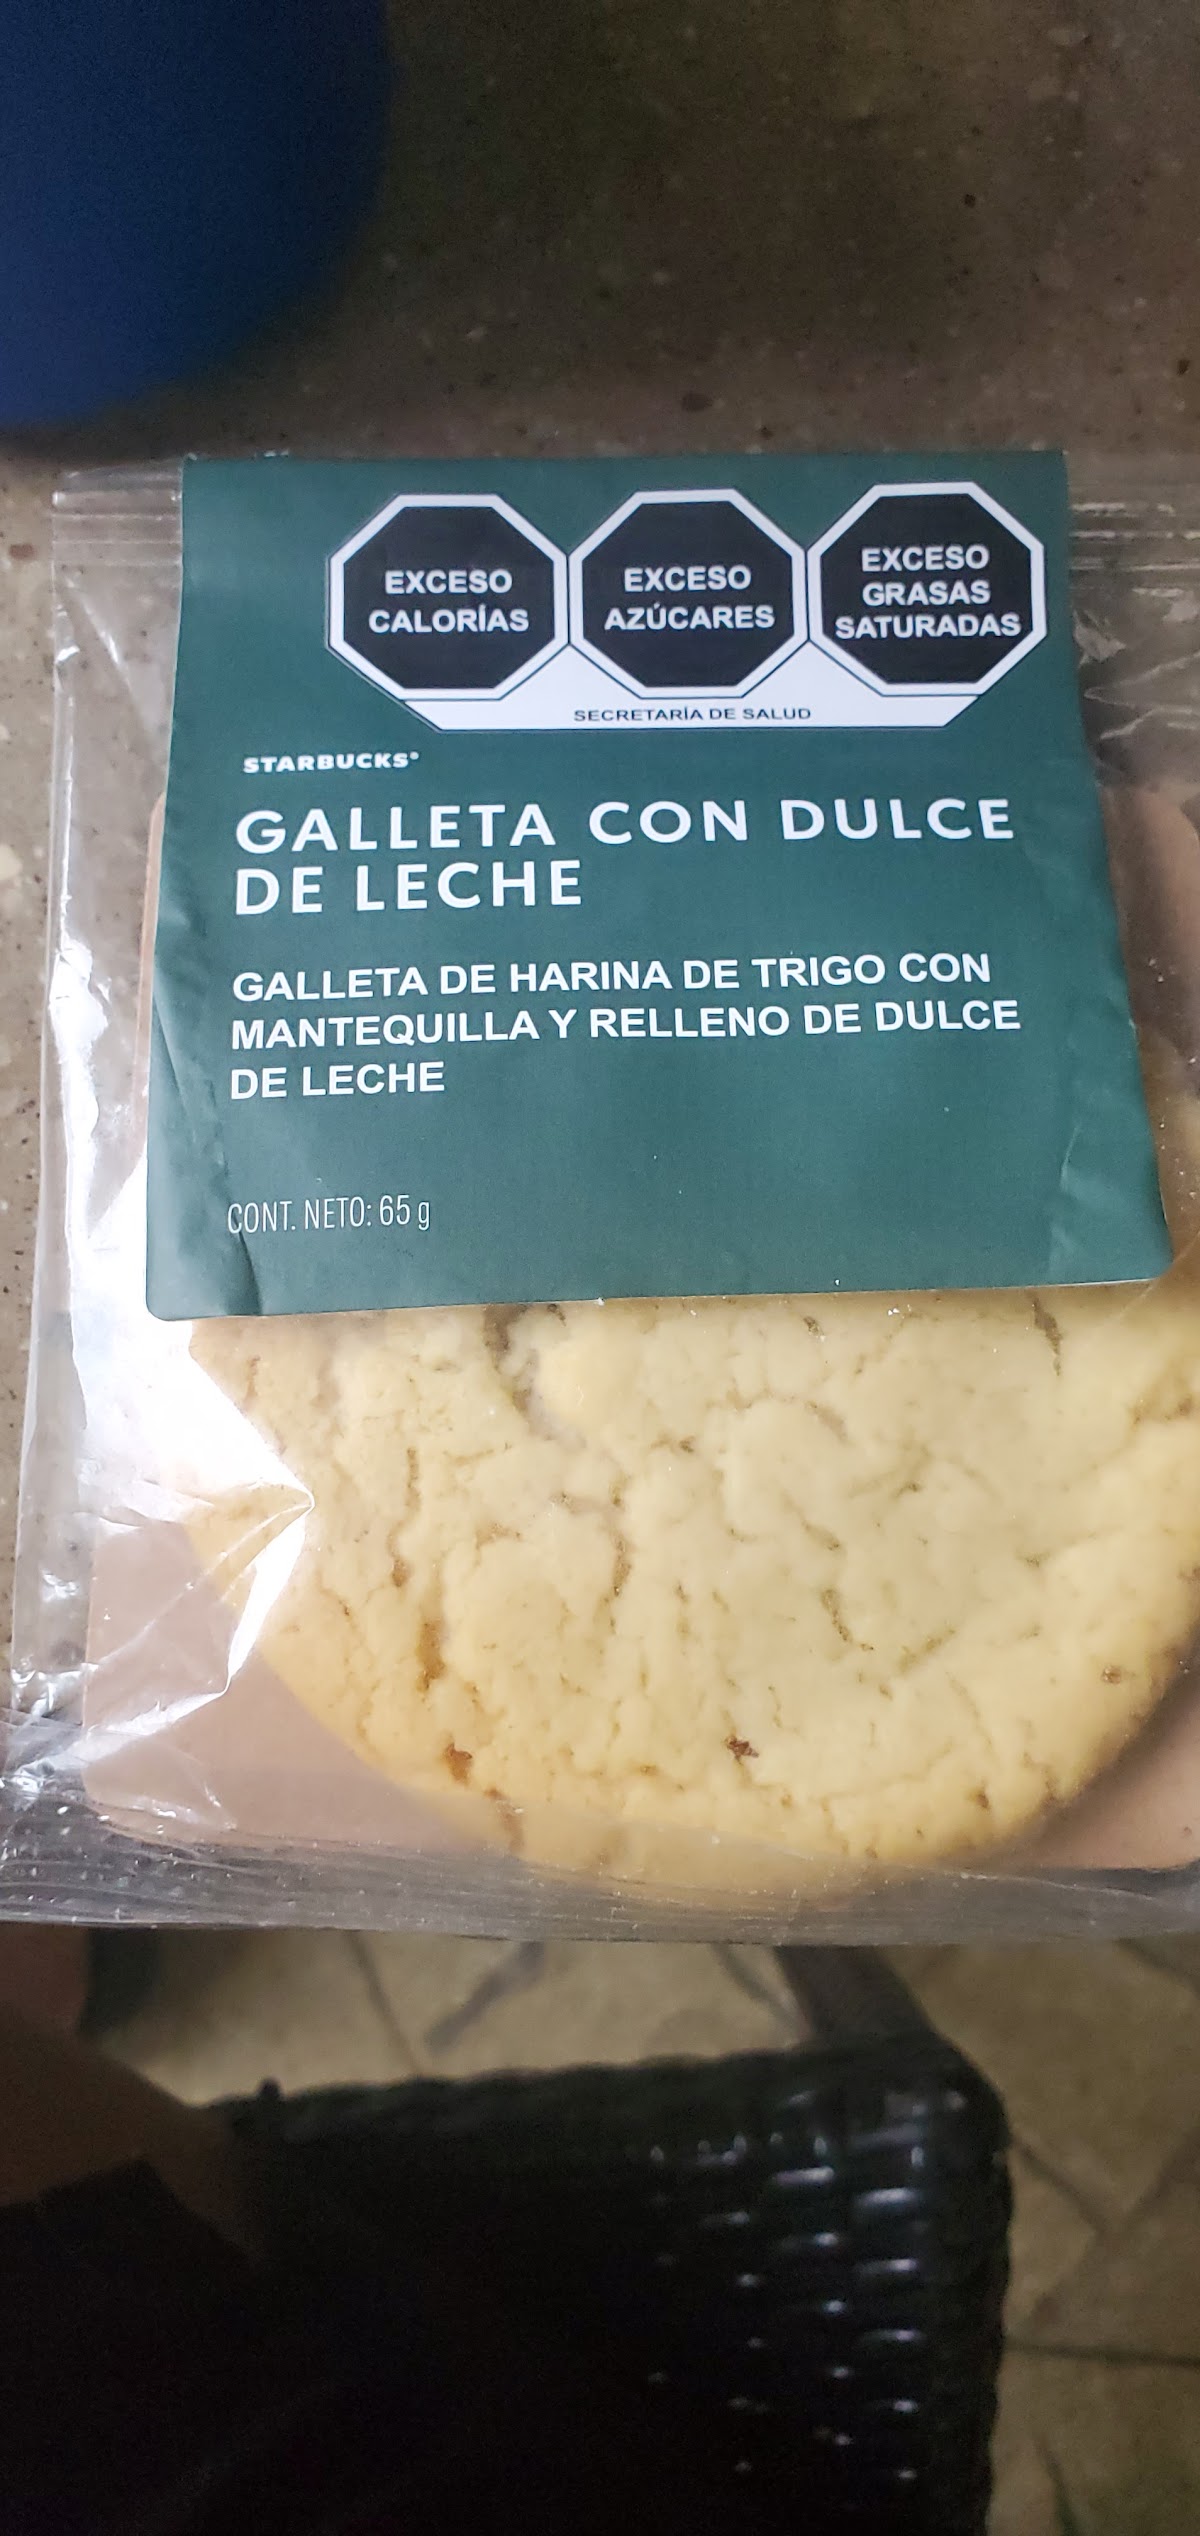 EXCESO
CALORÍAS
EXCESO
AZÚCARES
EXCESO
GRASAS
SATURADAS
SECRETARÍA DE SALUD
STARBUCKS®
GALLETA CON DULCE
DE LECHE
GALLETA DE HARINA DE TRIGO CON
MANTEQUILLA Y RELLENO DE DULCE
DE LECHE
CONT. NETO: 65 g